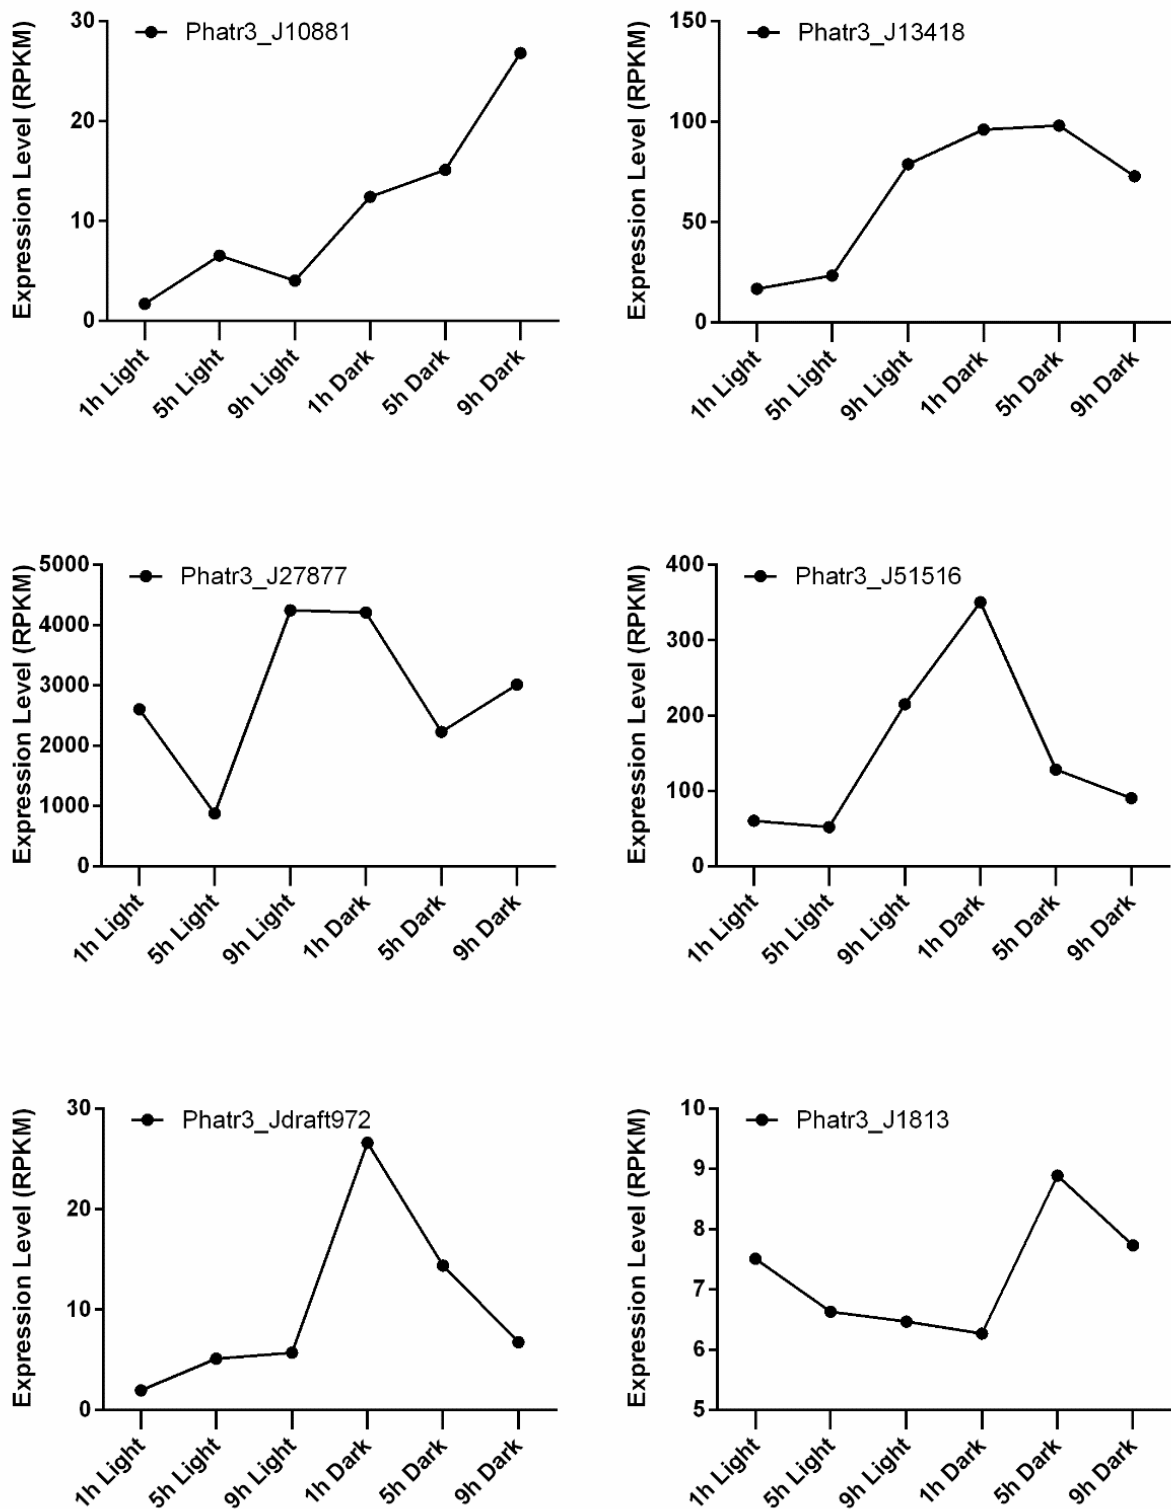 Phatr3_J10881
Expression Level (RPKM)
30
20
10
0
1h Light
5h Light
9h Light
1h Dark
5h Dark
9h Dark
Phatr3_J13418
Expression Level (RPKM)
150
100
50
0
1h Light
5h Light
9h Light
1h Dark
5h Dark
9h Dark
Phatr3_J27877
Expression Level (RPKM)
5000
4000
3000
2000
1000
0
1h Light
5h Light
9h Light
1h Dark
5h Dark
9h Dark
Phatr3_J51516
Expression Level (RPKM)
400
300
200
100
0
1h Light
5h Light
9h Light
1h Dark
5h Dark
9h Dark
Phatr3_Jdraft972
Expression Level (RPKM)
30
20
10
0
1h Light
5h Light
9h Light
1h Dark
5h Dark
9h Dark
Phatr3_J1813
Expression Level (RPKM)
10
9
8
7
6
5
1h Light
5h Light
9h Light
1h Dark
5h Dark
9h Dark